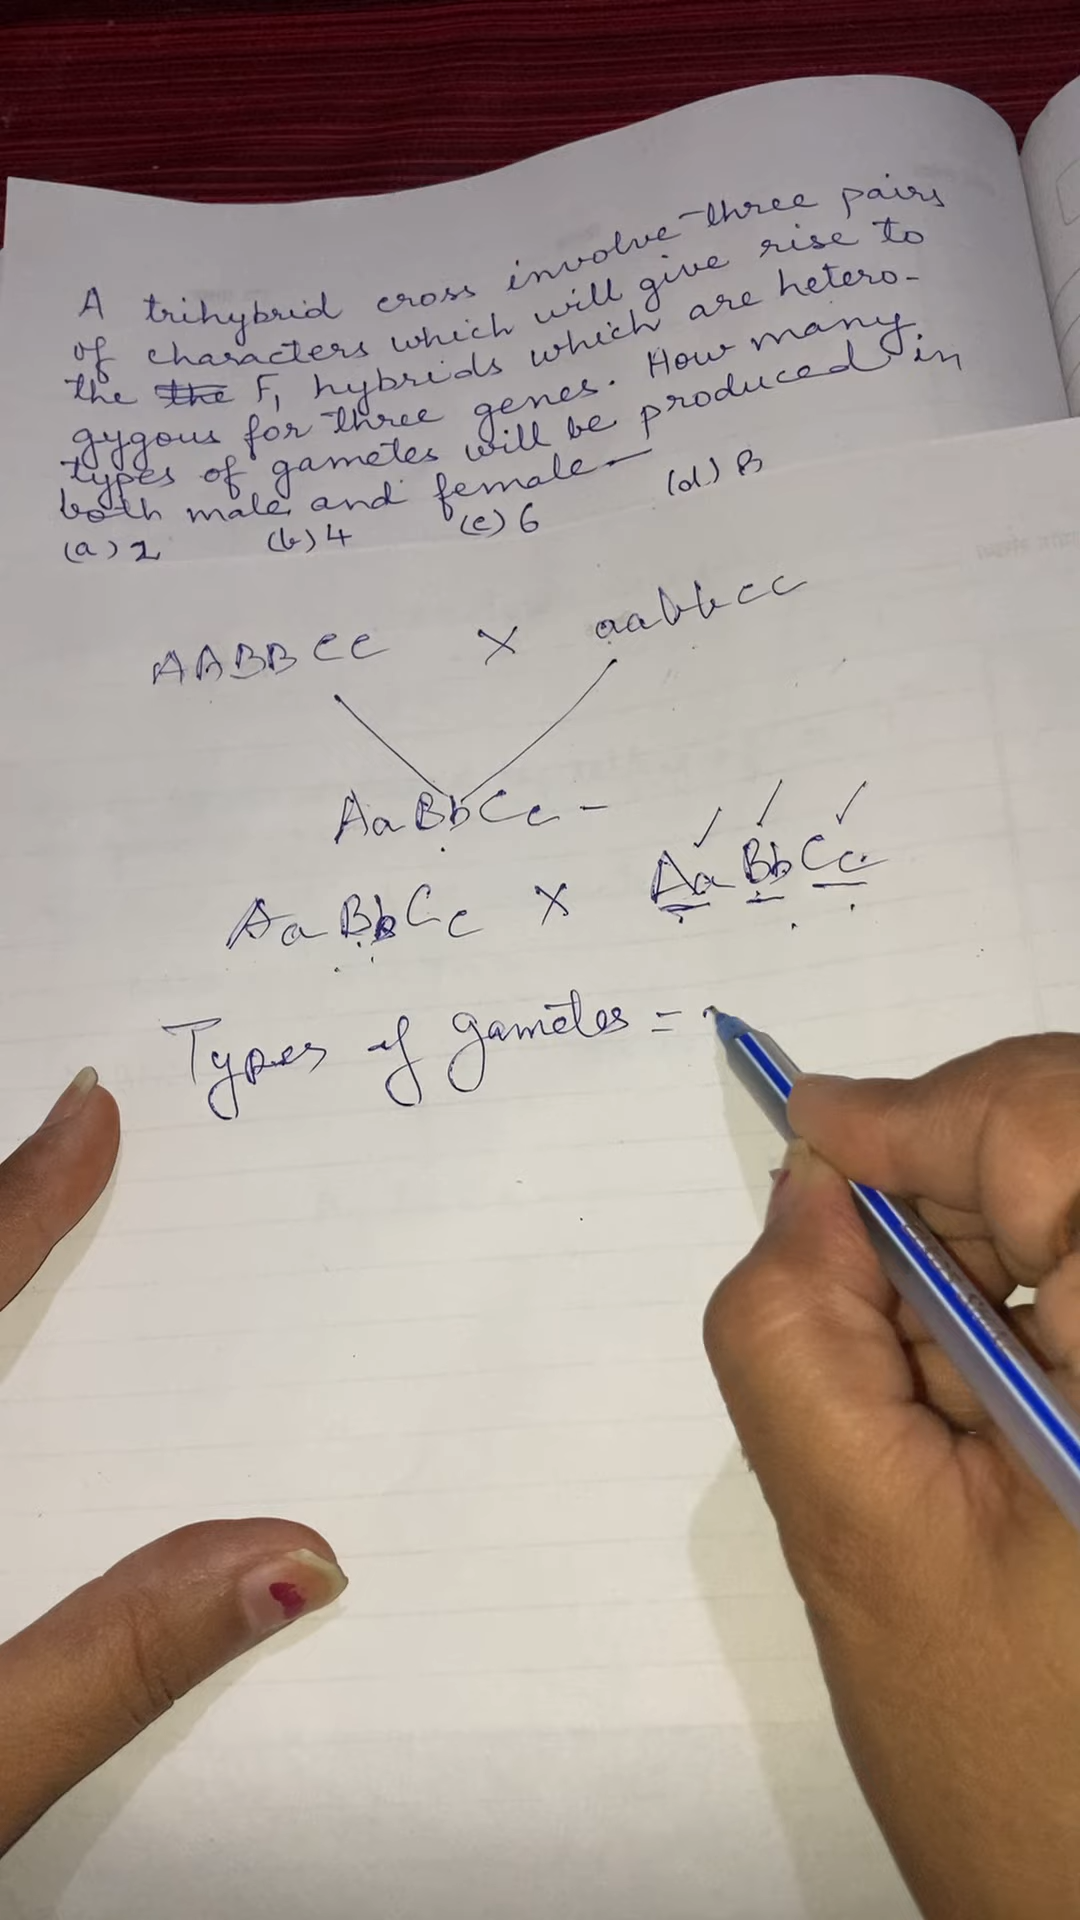 A trihybrid cross involve three pairs
of characters which will give rise to
the the F1 hybrids which are hetero-
gygous for three genes. How many
types of gametes will be produced in
both male and female—
(a) 2 (b) 4 (c) 6 (d) 8
AABBCC × aabbcc
AaBbCc -
AaBbCc × AaBbCc
Types of gametes =